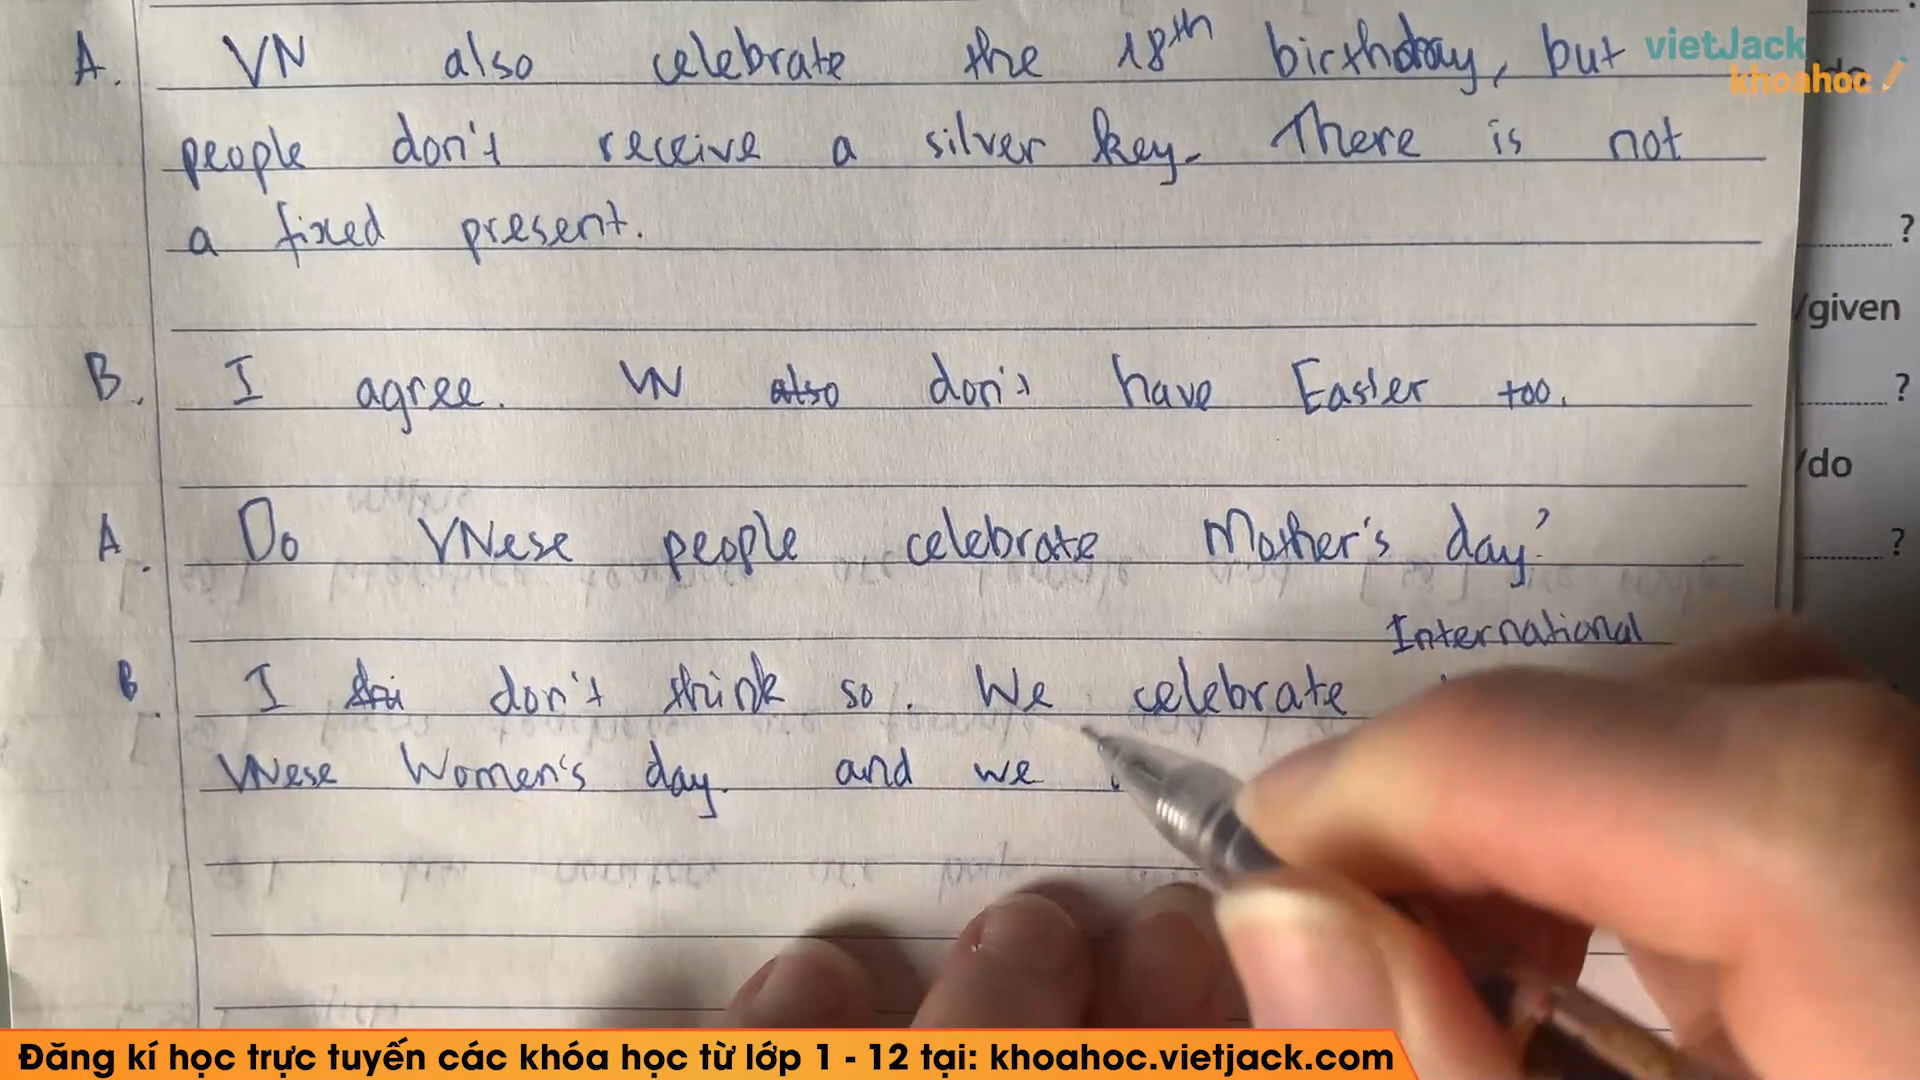 A. VN also celebrate the 18th birthday, but
people don't receive a silver key. There is not
a fixed present.
B. I agree. VN also don't have Easter too.
A. Do VNese people celebrate Mother's day?
International
B. I thi don't think so. We celebrate
VNese Women's day. and we
vietJack
khoahoc
?
/given
?
/do
?
Đăng kí học trực tuyến các khóa học từ lớp 1 - 12 tại: khoahoc.vietjack.com